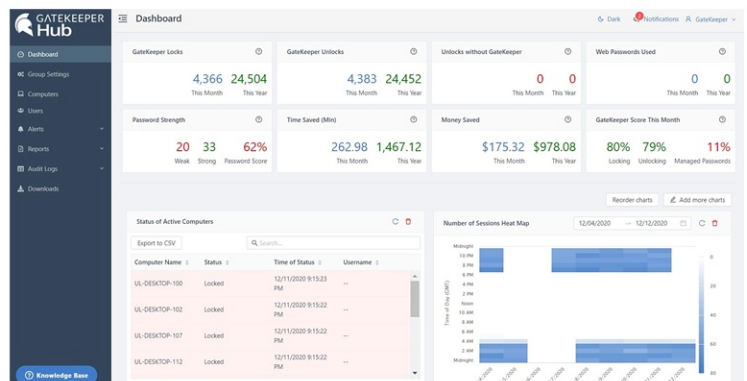 GATEKEEPER
Hub
Dashboard
Dark
2
Notifications
GateKeeper
Dashboard
Group Settings
Computers
Users
Alerts
Reports
Audit Logs
Downloads
Knowledge Base
GateKeeper Locks
4,366 24,504
This Month This Year
GateKeeper Unlocks
4,383 24,452
This Month This Year
Unlocks without GateKeeper
0 0
This Month This Year
Web Passwords Used
0 0
This Month This Year
Password Strength
20 33 62%
Weak Strong Password Score
Time Saved (Min)
262.98 1,467.12
This Month This Year
Money Saved
$175.32 $978.08
This Month This Year
GateKeeper Score This Month
80% 79% 11%
Locking Unlocking Managed Passwords
Reorder charts
Add more charts
Status of Active Computers
Export to CSV
Search...
Computer Name Status Time of Status Username
UL-DESKTOP-100 Locked 12/11/2020 9:15:23 PM --
UL-DESKTOP-102 Locked 12/11/2020 9:15:22 PM --
UL-DESKTOP-107 Locked 12/11/2020 9:15:22 PM --
UL-DESKTOP-112 Locked 12/11/2020 9:15:22 PM --
Number of Sessions Heat Map
12/04/2020 → 12/12/2020
Time of Day (GMT)
Midnight
10 PM
8 PM
6 PM
4 PM
2 PM
Noon
10 AM
8 AM
6 AM
4 AM
2 AM
Midnight
0
20
40
60
80